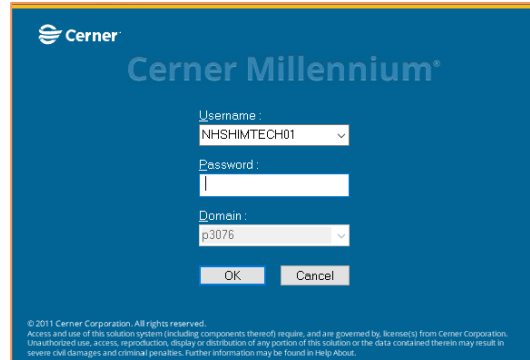 Cerner
Cerner Millennium®
Username :
NHSHIMTECH01
Password :
Domain :
p3076
OK Cancel
© 2011 Cerner Corporation. All rights reserved.
Access and use of this solution system (including components thereof) require, and are governed by, license(s) from Cerner Corporation.
Unauthorized use, access, reproduction, display or distribution of any portion of this solution or the data contained therein may result in
severe civil damages and criminal penalties. Further information may be found in Help About.